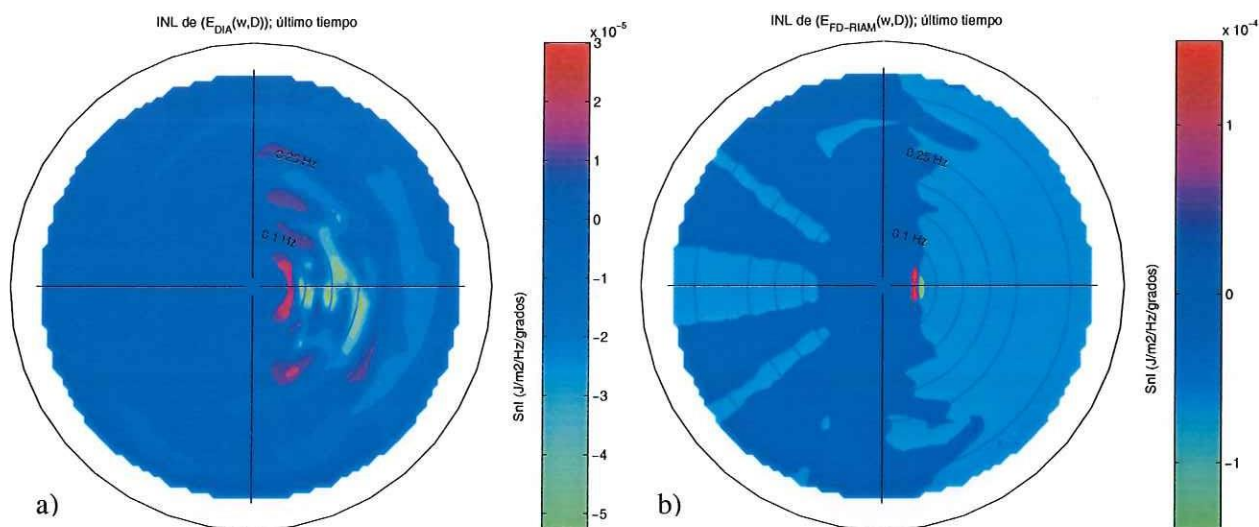 INL de (E_DIA(w,D)); último tiempo
x 10⁻⁵
3
2
1
0
−1
−2
−3
−4
−5
Snl (J/m2/Hz/grados)
0.25 Hz
0.1 Hz
a)
INL de (E_FD−RIAM(w,D)); último tiempo
x 10⁻⁴
1
0
−1
Snl (J/m2/Hz/grados)
0.25 Hz
0.1 Hz
b)